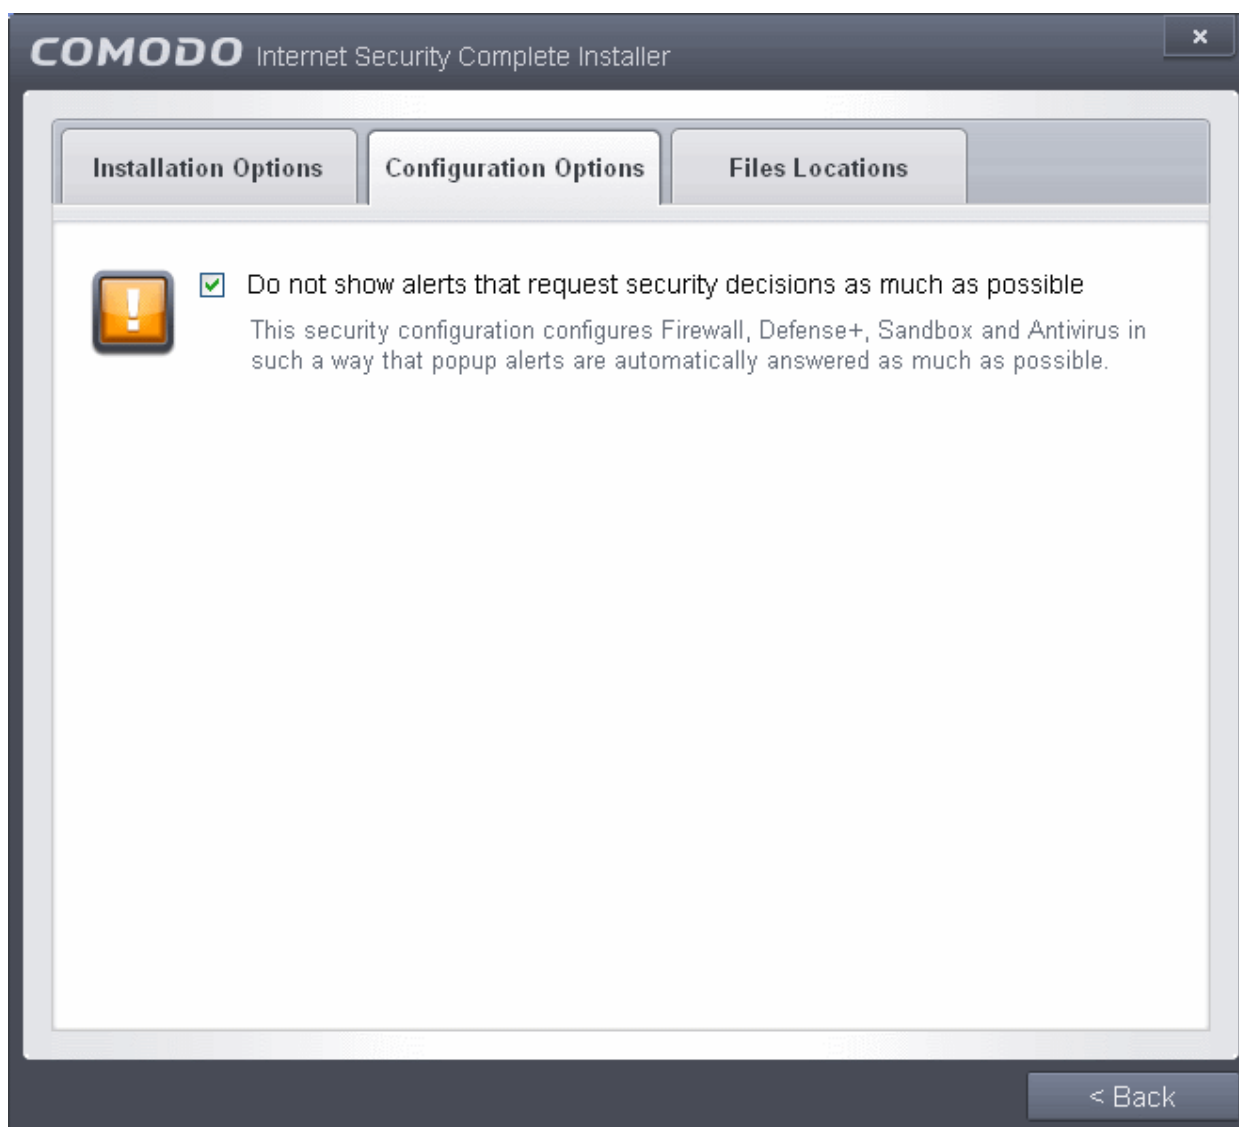 COMODO Internet Security Complete Installer
Installation Options
Configuration Options
Files Locations
Do not show alerts that request security decisions as much as possible
This security configuration configures Firewall, Defense+, Sandbox and Antivirus in
such a way that popup alerts are automatically answered as much as possible.
< Back